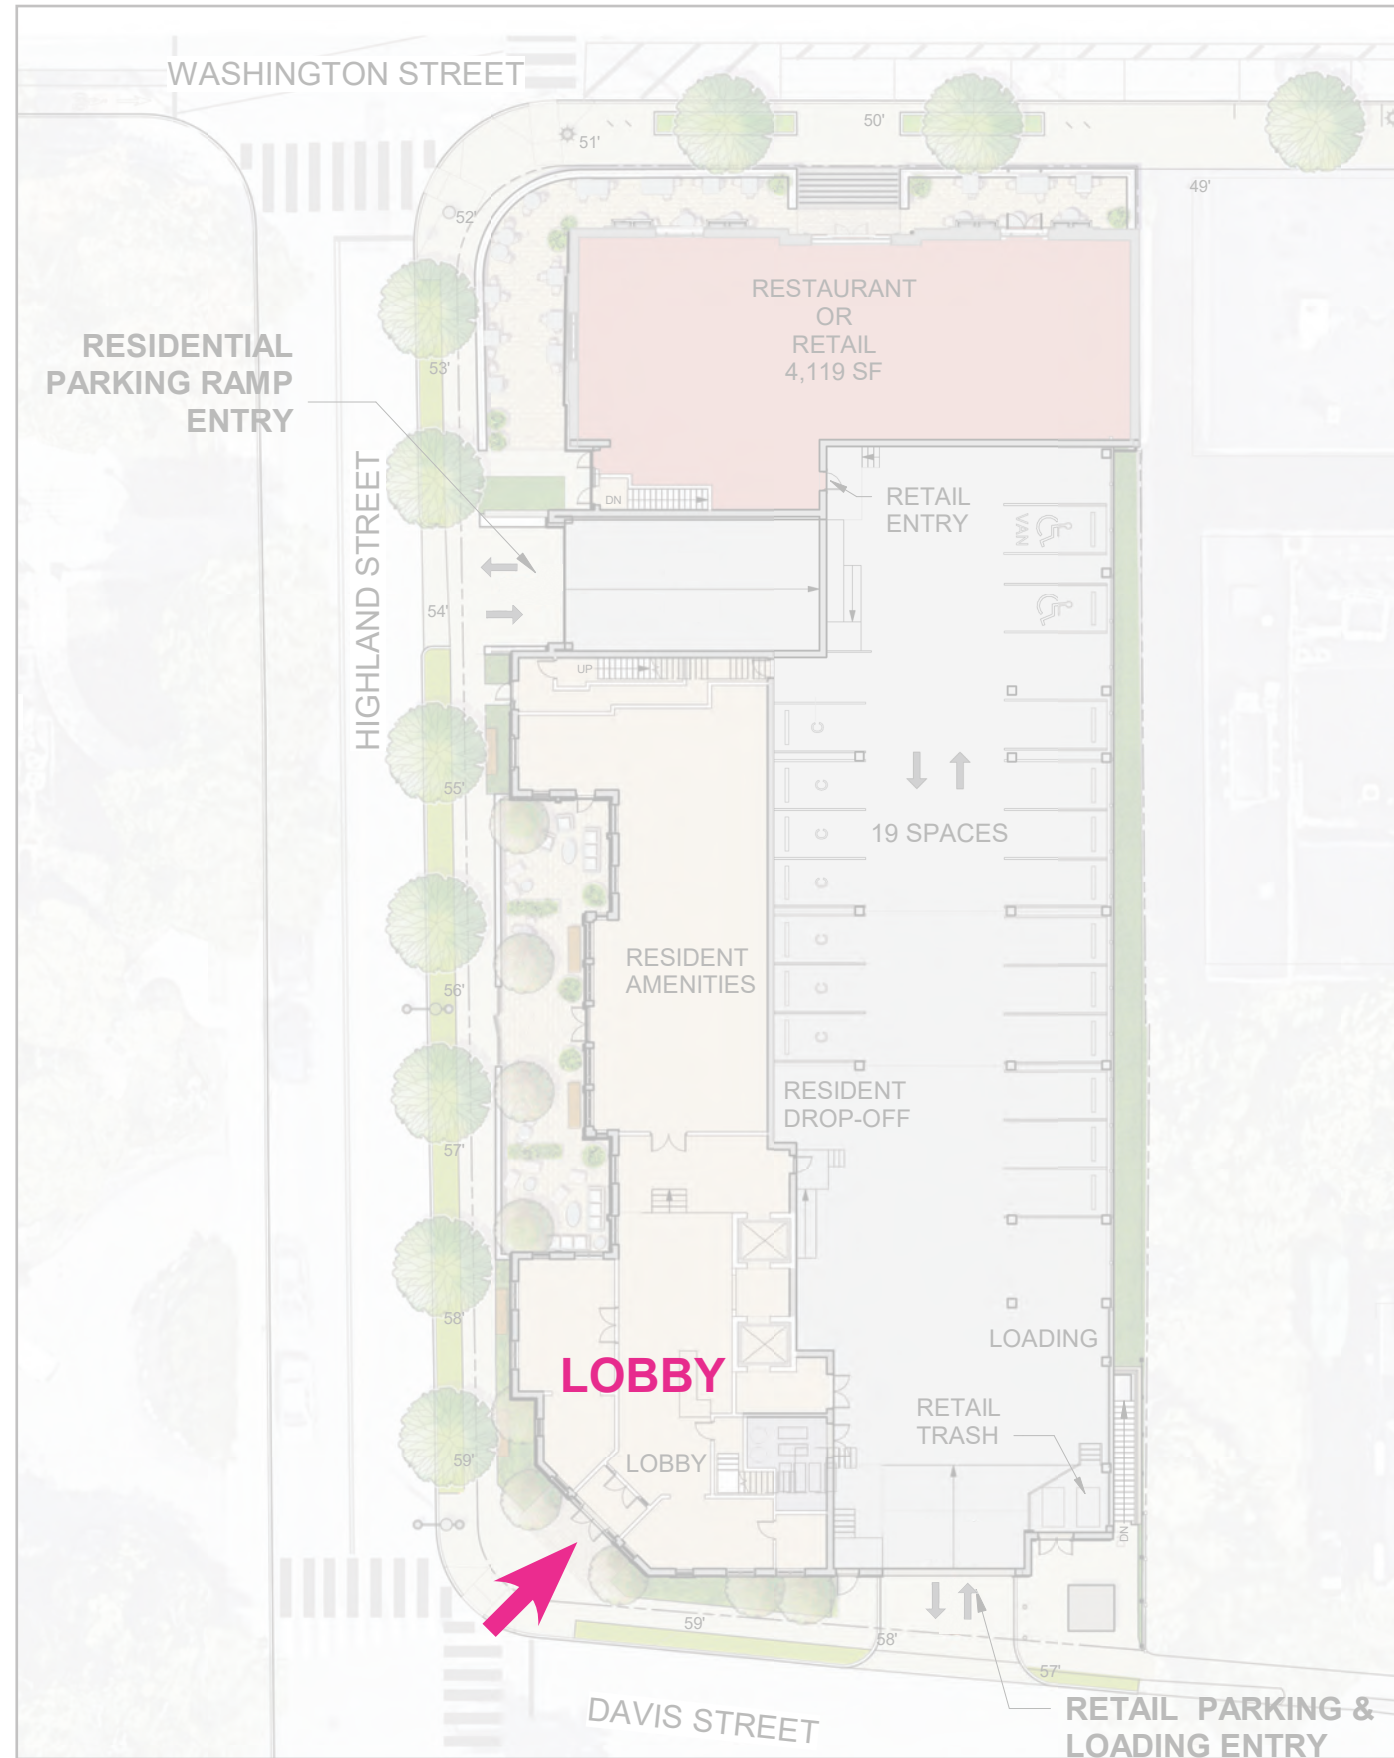 WASHINGTON STREET
51'
50'
49'
52'
RESTAURANT
OR
RETAIL
4,119 SF
RESIDENTIAL
PARKING RAMP
ENTRY
53'
HIGHLAND STREET
DN
RETAIL
ENTRY
VAN
54'
UP
C
C
C
C
C
C
C
55'
19 SPACES
RESIDENT
AMENITIES
56'
RESIDENT
DROP-OFF
57'
58'
LOADING
LOBBY
RETAIL
TRASH
LOBBY
59'
DN
59'
58'
57'
DAVIS STREET
RETAIL PARKING &
LOADING ENTRY